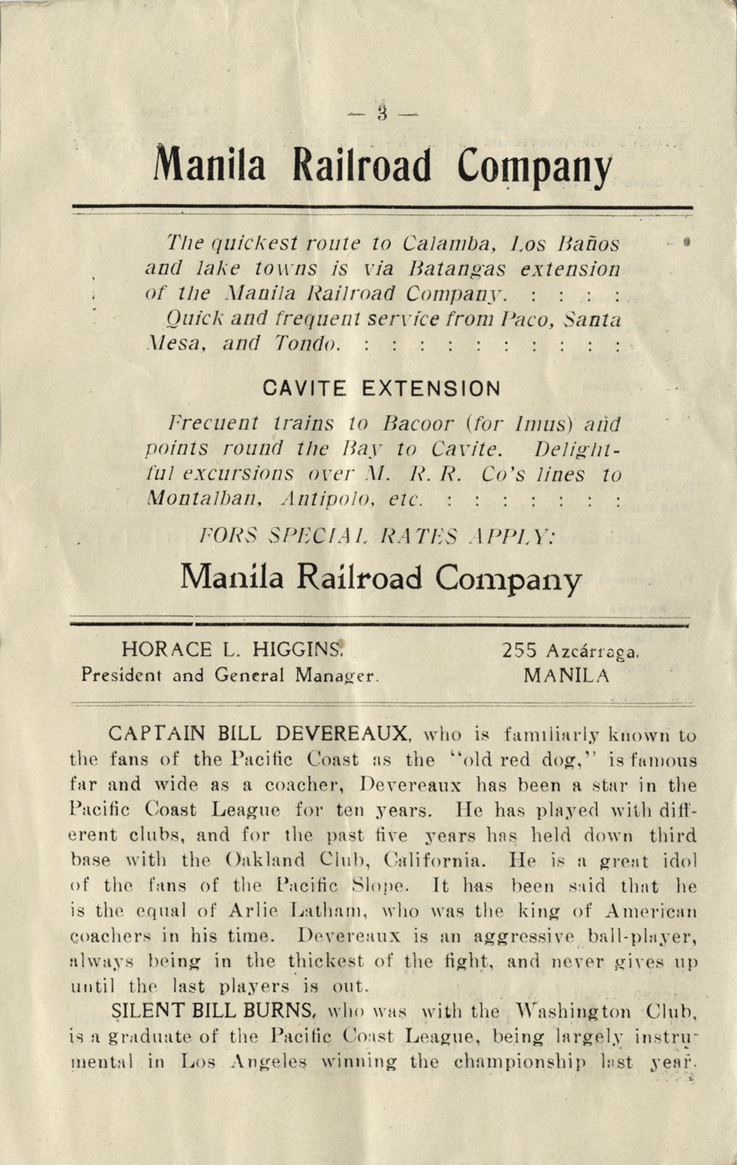 — 3 —
Manila Railroad Company
The quickest route to Calamba, Los Baños
and lake towns is via Batangas extension
of the Manila Railroad Company. : : : :
Quick and frequent service from Paco, Santa
Mesa, and Tondo. : : : : : : : : : :
CAVITE EXTENSION
Frecuent trains to Bacoor (for Imus) and
points round the Bay to Cavite. Delight-
ful excursions over M. R. R. Co's lines to
Montalban, Antipolo, etc. : : : : : : :
FORS SPECIAL RATES APPLY:
Manila Railroad Company
HORACE L. HIGGINS.
President and General Manager.
255 Azcárraga,
MANILA
CAPTAIN BILL DEVEREAUX, who is familiarly known to
the fans of the Pacific Coast as the "old red dog," is famous
far and wide as a coacher, Devereaux has been a star in the
Pacific Coast League for ten years. He has played with diff-
erent clubs, and for the past five years has held down third
base with the Oakland Club, California. He is a great idol
of the fans of the Pacific Slope. It has been said that he
is the equal of Arlie Latham, who was the king of American
coachers in his time. Devereaux is an aggressive ball-player,
always being in the thickest of the fight, and never gives up
until the last players is out.
SILENT BILL BURNS, who was with the Washington Club,
is a graduate of the Pacific Coast League, being largely instru-
mental in Los Angeles winning the championship last year.